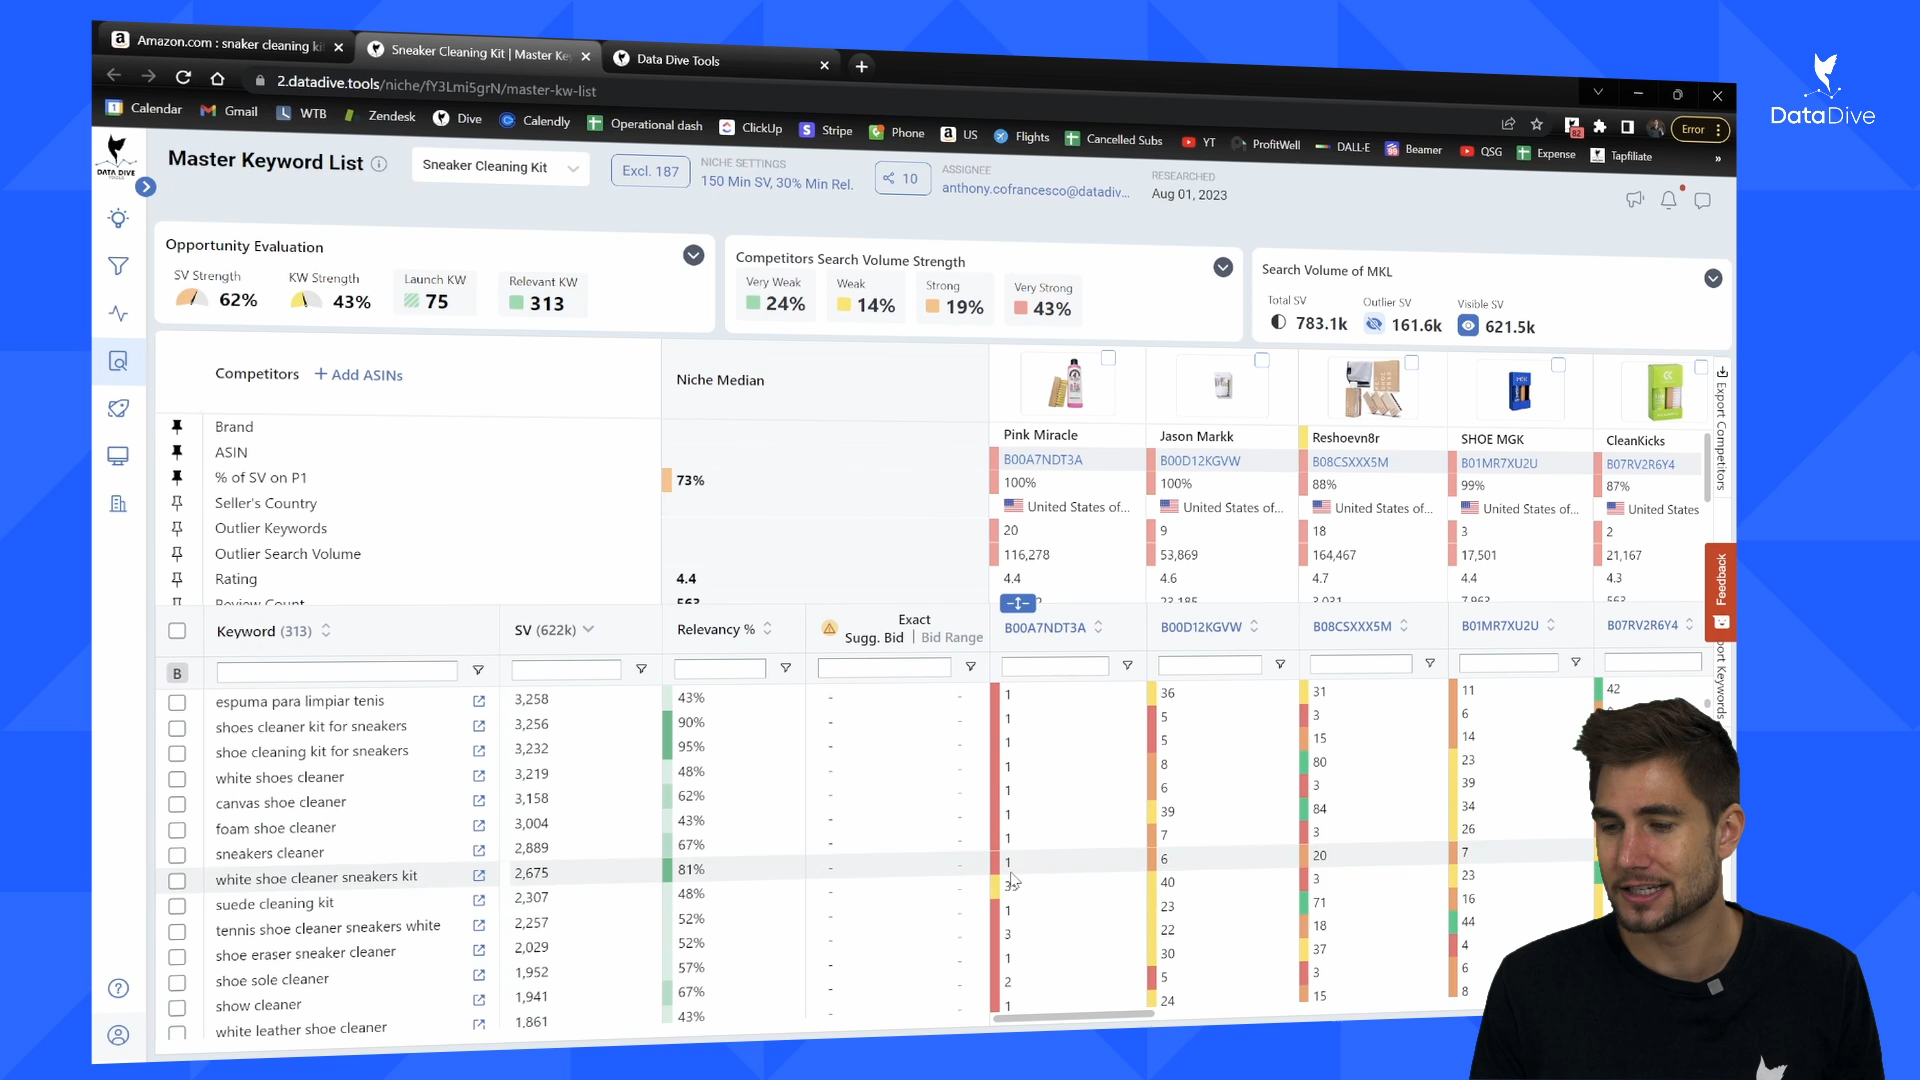 Amazon.com : snaker cleaning ki
Sneaker Cleaning Kit | Master Ke
Data Dive Tools
2.datadive.tools/niche/fY3Lmi5grN/master-kw-list
Calendar Gmail WTB Zendesk Dive Calendly Operational dash ClickUp Stripe Phone US Flights Cancelled Subs YT ProfitWell DALL·E Beamer QSG Expense Tapfiliate »
82
Error
DataDive
DATA DIVE
TOOLS
Master Keyword List
Sneaker Cleaning Kit
Excl. 187
NICHE SETTINGS
150 Min SV, 30% Min Rel.
10
ASSIGNEE
anthony.cofrancesco@datadiv...
RESEARCHED
Aug 01, 2023
Opportunity Evaluation
SV Strength KW Strength Launch KW Relevant KW
62% 43% 75 313
Competitors Search Volume Strength
Very Weak Weak Strong Very Strong
24% 14% 19% 43%
Search Volume of MKL
Total SV Outlier SV Visible SV
783.1k 161.6k 621.5k
Competitors + Add ASINs
Niche Median
Export Competitors
Brand Pink Miracle Jason Markk Reshoevn8r SHOE MGK CleanKicks
ASIN B00A7NDT3A B00D12KGVW B08CSXXX5M B01MR7XU2U B07RV2R6Y4
% of SV on P1 73% 100% 100% 88% 99% 87%
Seller's Country United States of... United States of... United States of... United States of... United States
Outlier Keywords 20 9 18 3 2
Outlier Search Volume 116,278 53,869 164,467 17,501 21,167
Rating 4.4 4.4 4.6 4.7 4.4 4.3
Review Count 563 23,185 3,031 7,963 563
Feedback
Keyword (313) SV (622k) Relevancy % Exact
Sugg. Bid | Bid Range B00A7NDT3A B00D12KGVW B08CSXXX5M B01MR7XU2U B07RV2R6Y4
B
espuma para limpiar tenis 3,258 43% - - 1 36 31 11 42
shoes cleaner kit for sneakers 3,256 90% - - 1 5 3 6
shoe cleaning kit for sneakers 3,232 95% - - 1 5 15 14
white shoes cleaner 3,219 48% - - 1 8 80 23
canvas shoe cleaner 3,158 62% - - 1 6 3 39
foam shoe cleaner 3,004 43% - - 1 39 84 34
sneakers cleaner 2,889 67% - - 1 7 3 26
white shoe cleaner sneakers kit 2,675 81% - - 1 6 20 7
suede cleaning kit 2,307 48% - - 40 3 23
tennis shoe cleaner sneakers white 2,257 52% - - 1 23 71 16
shoe eraser sneaker cleaner 2,029 52% - - 3 22 18 44
shoe sole cleaner 1,952 57% - - 1 30 37 4
show cleaner 1,941 67% - - 2 5 3 6
white leather shoe cleaner 1,861 43% - - 1 24 15 8